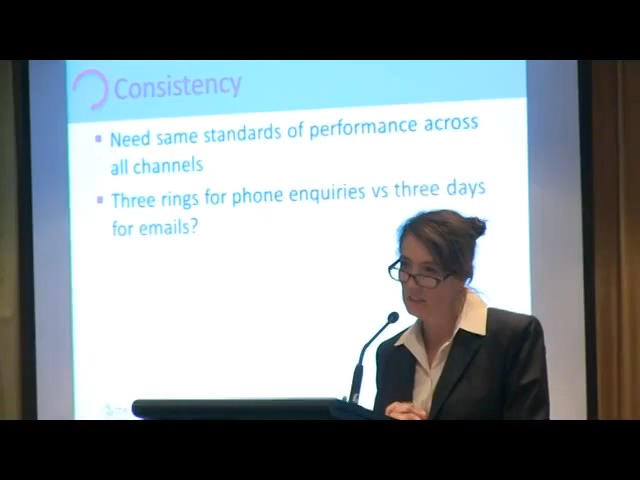 Consistency
Need same standards of performance across
all channels
Three rings for phone enquiries vs three days
for emails?